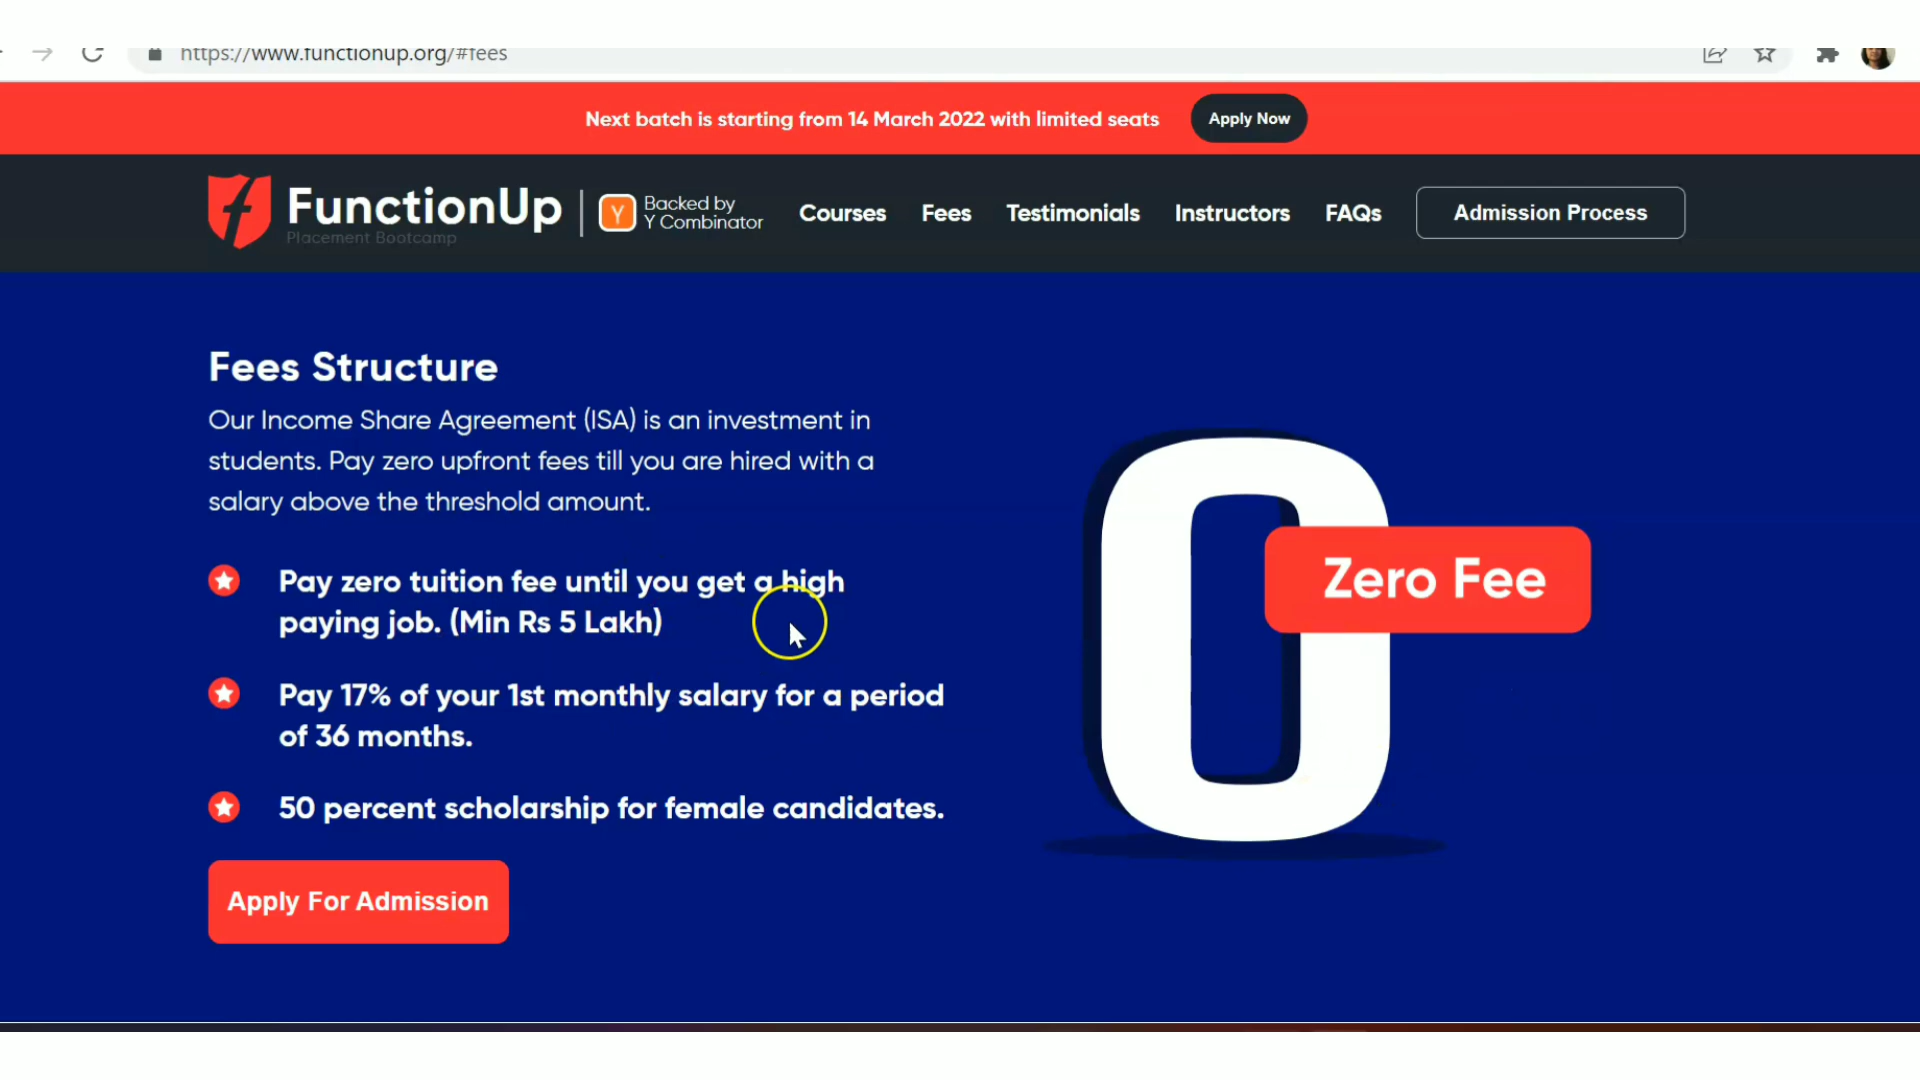 https://www.functionup.org/#fees
Next batch is starting from 14 March 2022 with limited seats
Apply Now
FunctionUp
Placement Bootcamp
Y
Backed by
Y Combinator
Courses
Fees
Testimonials
Instructors
FAQs
Admission Process
Fees Structure
Our Income Share Agreement (ISA) is an investment in
students. Pay zero upfront fees till you are hired with a
salary above the threshold amount.
Pay zero tuition fee until you get a high
paying job. (Min Rs 5 Lakh)
Pay 17% of your 1st monthly salary for a period
of 36 months.
50 percent scholarship for female candidates.
Apply For Admission
0
Zero Fee